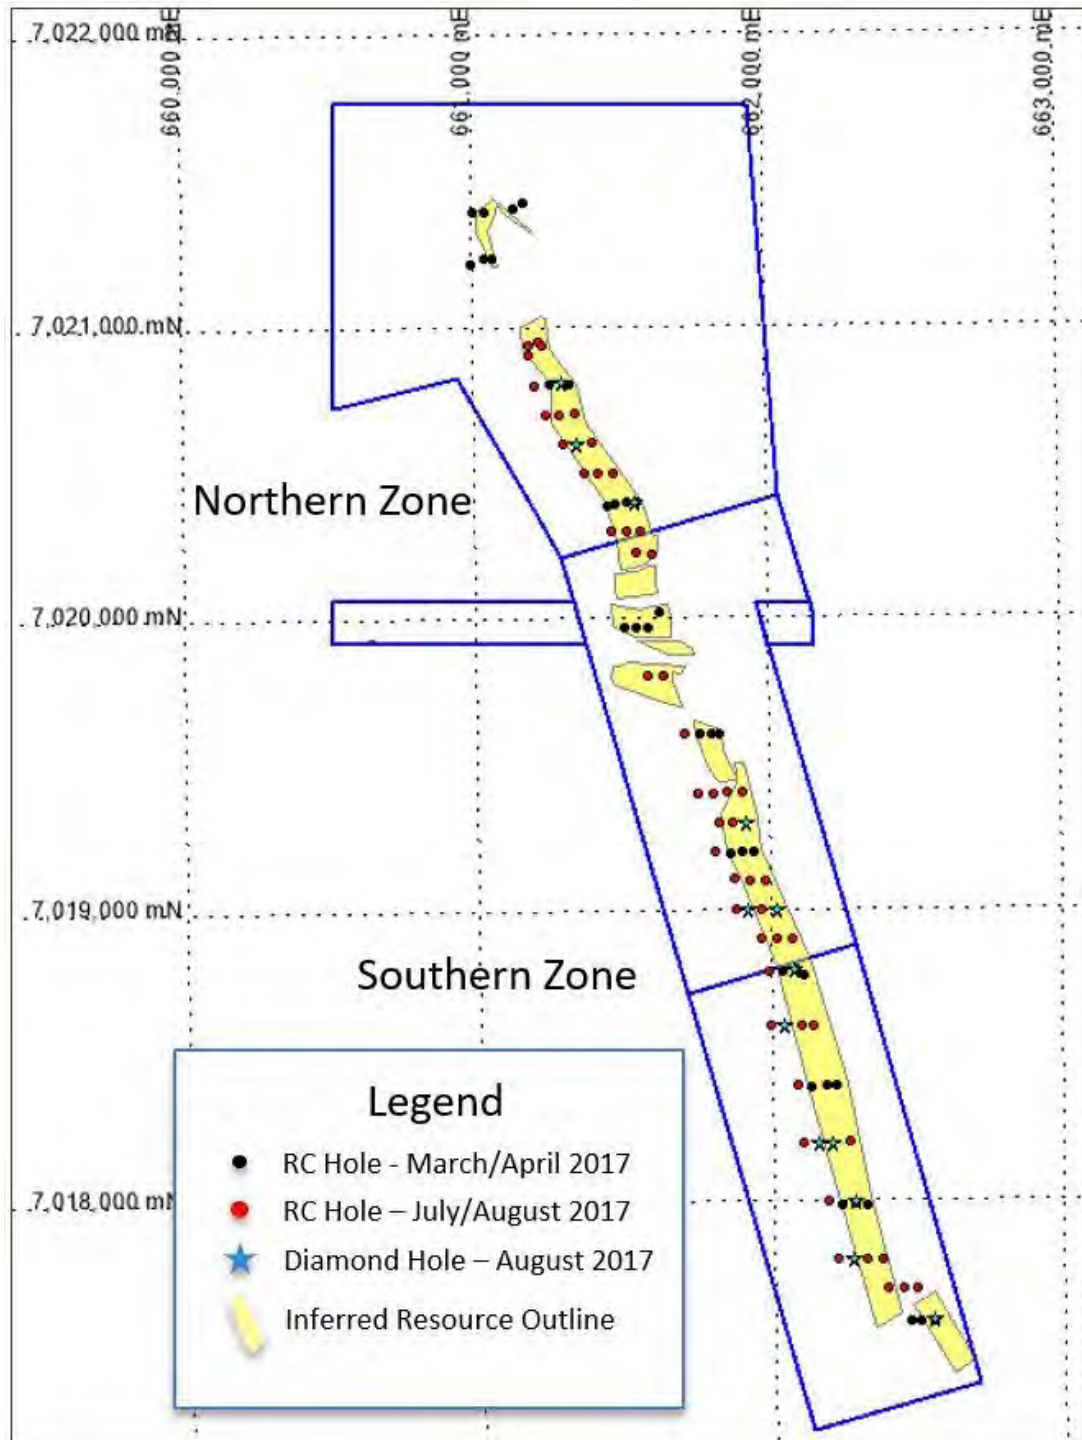 660,000 mE
661,000 mE
662,000 mE
663,000 mE
7,022,000 mN
7,021,000 mN
Northern Zone
7,020,000 mN
7,019,000 mN
Southern Zone
Legend
RC Hole - March/April 2017
RC Hole – July/August 2017
Diamond Hole – August 2017
Inferred Resource Outline
7,018,000 mN